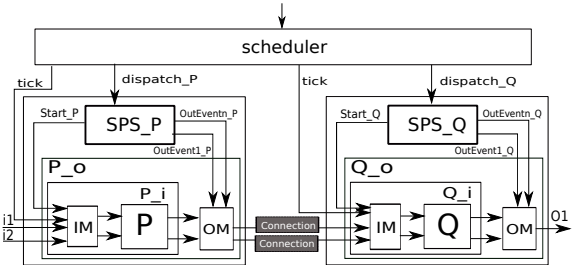 scheduler
tick
dispatch_P
tick
dispatch_Q
Start_P
SPS_P
OutEventn_P
Start_Q
SPS_Q
OutEventn_Q
OutEvent1_P
OutEvent1_Q
P_o
Q_o
P_i
Q_i
i1
i2
IM
P
OM
Connection
Connection
IM
Q
OM
O1